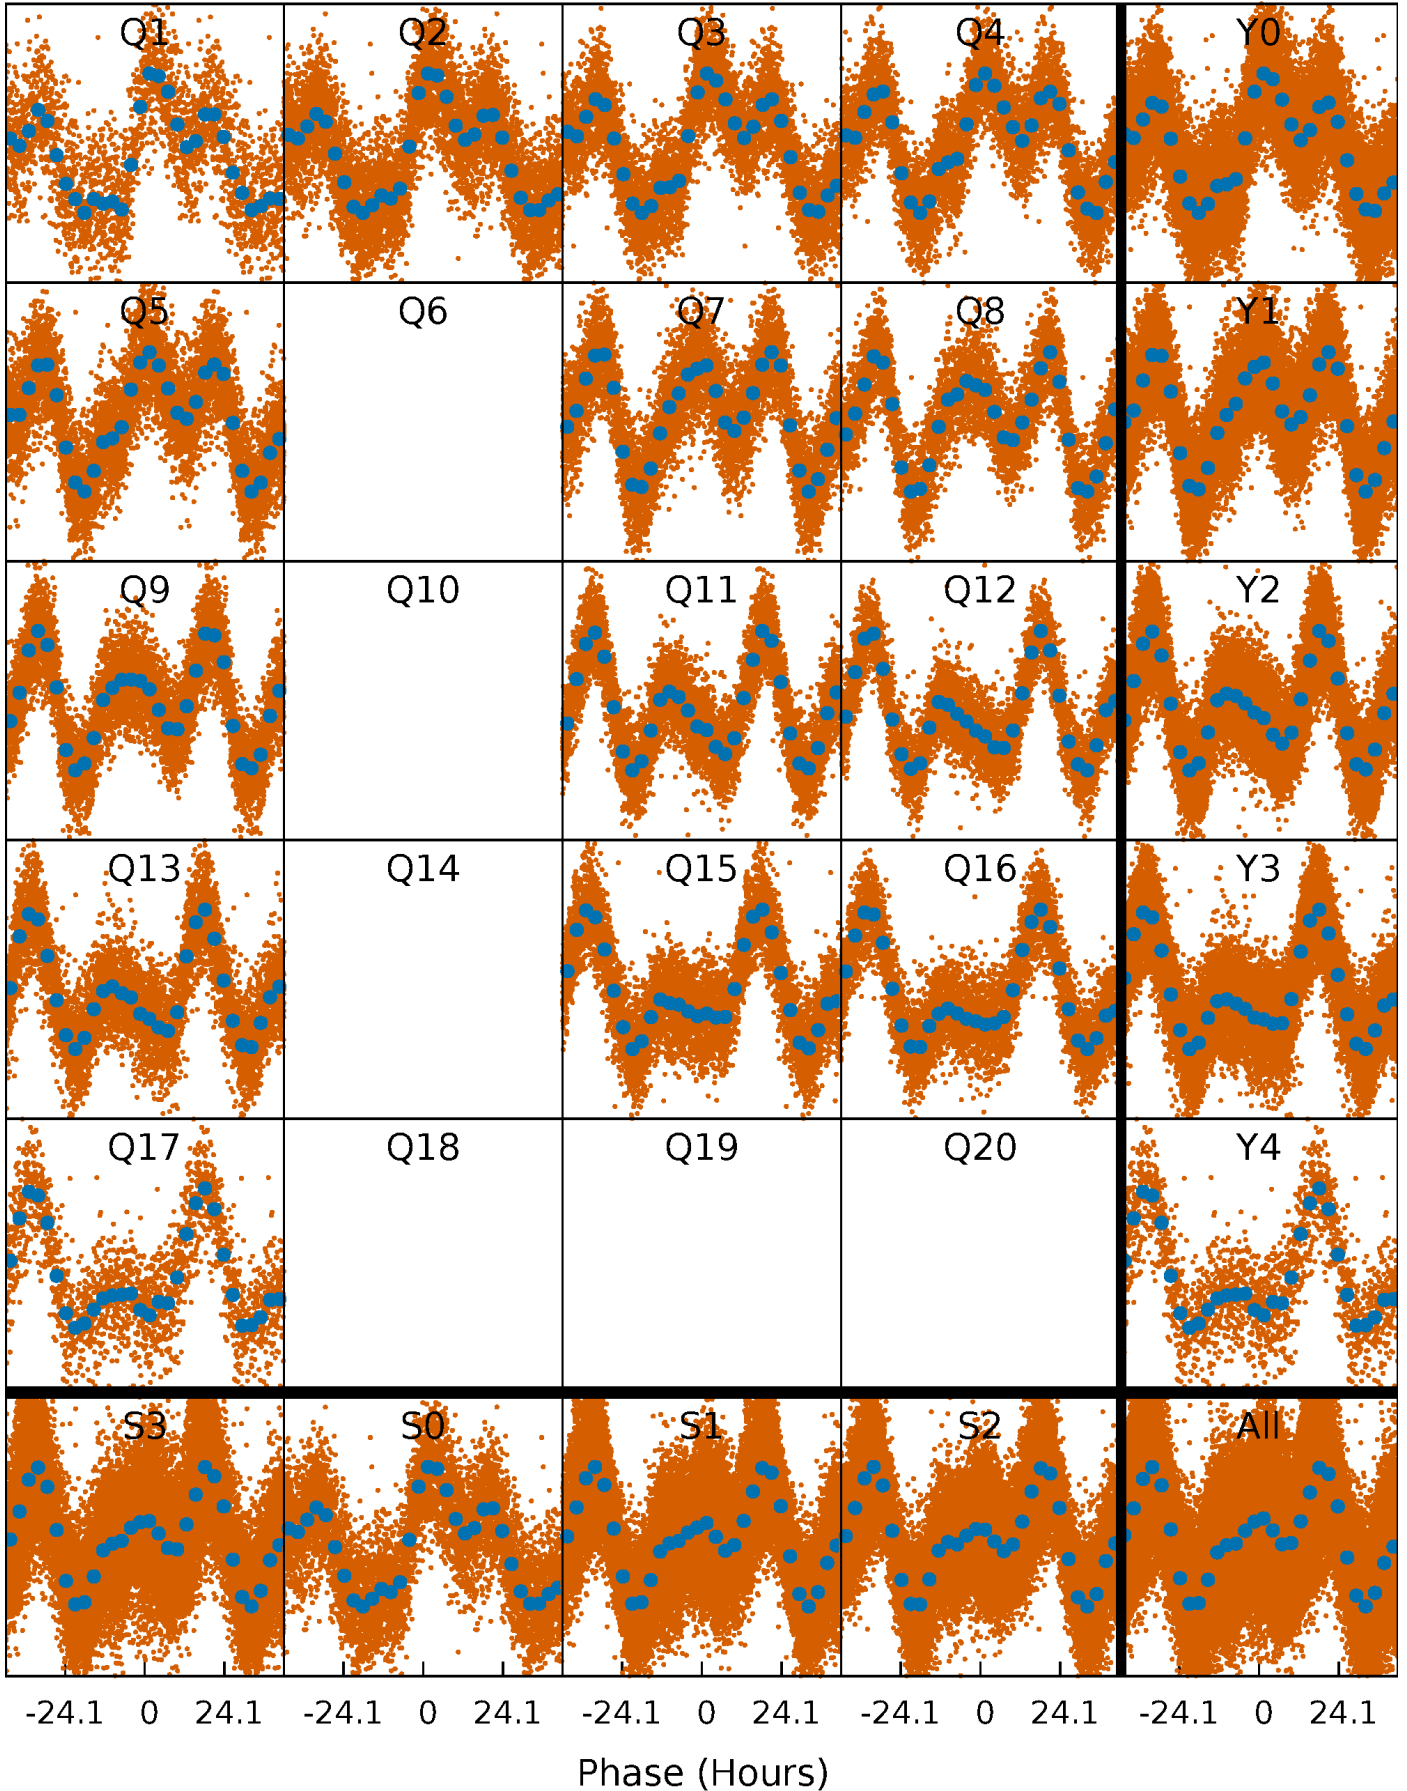 Q1 Q2 Q3 Q4 Y0
Q5 Q6 Q7 Q8 Y1
Q9 Q10 Q11 Q12 Y2
Q13 Q14 Q15 Q16 Y3
Q17 Q18 Q19 Q20 Y4
S3 S0 S1 S2 All
-24.1 0 24.1 -24.1 0 24.1 -24.1 0 24.1 -24.1 0 24.1 -24.1 0 24.1
Phase (Hours)